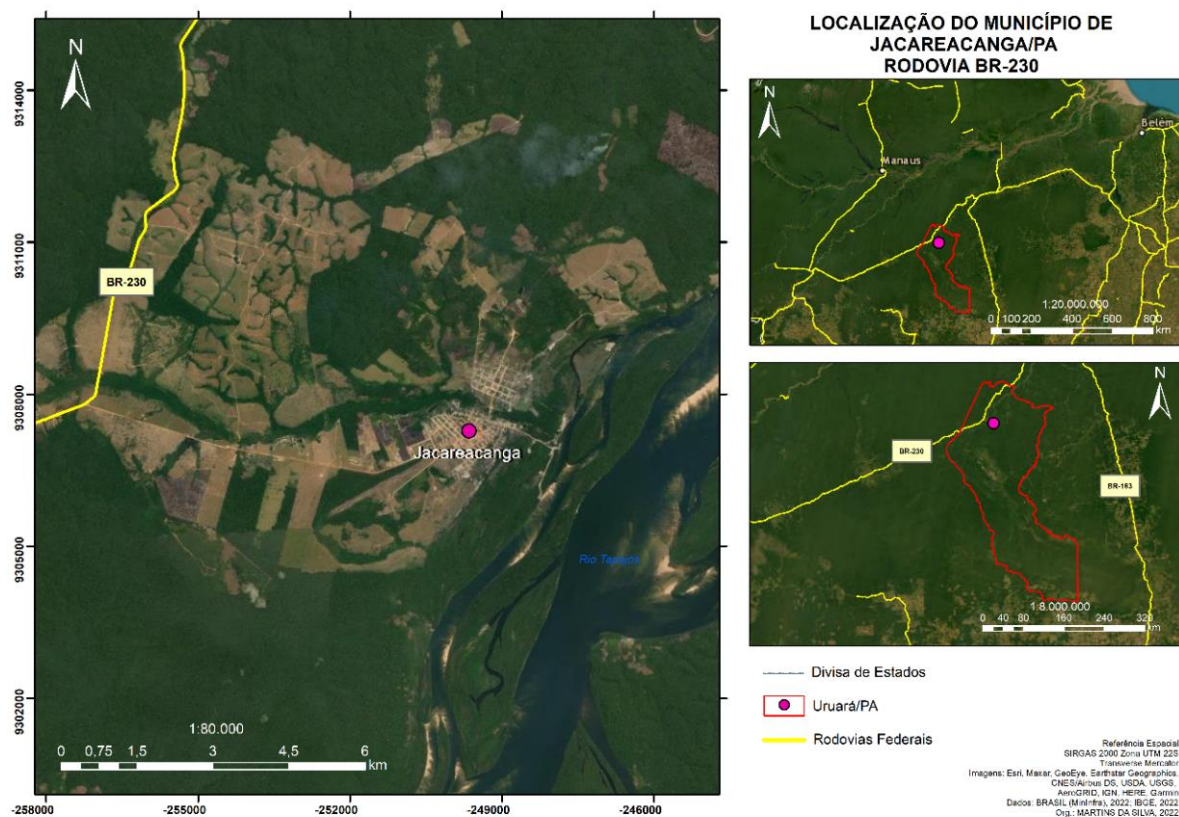 LOCALIZAÇÃO DO MUNICÍPIO DE
JACAREACANGA/PA
RODOVIA BR-230
N
9314000
9311000
9308000
9305000
9302000
BR-230
Jacareacanga
Rio Tapajós
1:80.000
0 0,75 1,5 3 4,5 6
km
-258000 -255000 -252000 -249000 -246000
N
Belém
Manaus
1:20.000.000
0 100 200 400 600 800
km
N
BR-230
BR-163
1:8.000.000
0 40 80 160 240 320
km
Divisa de Estados
Uruará/PA
Rodovias Federais
Referência Espacial
SIRGAS 2000 Zona UTM 22S
Transverse Mercator
Imagens: Esri, Maxar, GeoEye, Earthstar Geographics,
CNES/Airbus DS, USDA, USGS,
AeroGRID, IGN, HERE, Garmin
Dados: BRASIL (MinInfra), 2022; IBGE, 2022
Org.: MARTINS DA SILVA, 2022